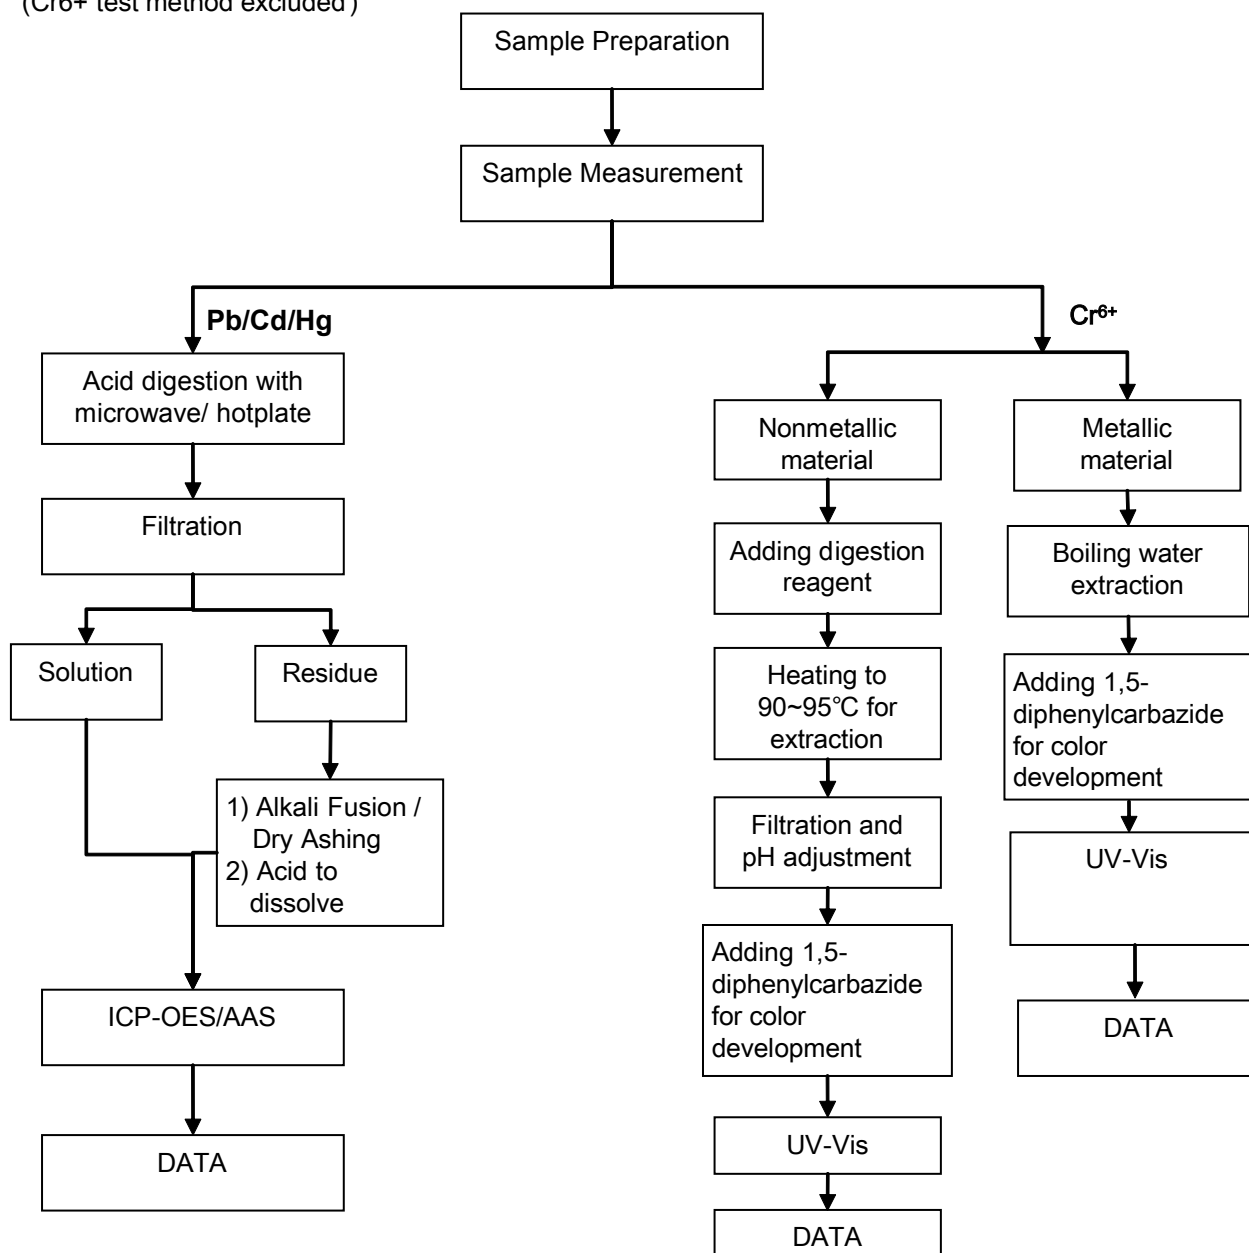 (Cr6+ test method excluded)
Sample Preparation
Sample Measurement
Pb/Cd/Hg
Acid digestion with
microwave/ hotplate
Filtration
Solution
Residue
1) Alkali Fusion /
Dry Ashing
2) Acid to
dissolve
ICP-OES/AAS
DATA
Cr⁶⁺
Nonmetallic
material
Adding digestion
reagent
Heating to
90~95℃ for
extraction
Filtration and
pH adjustment
Adding 1,5-
diphenylcarbazide
for color
development
UV-Vis
DATA
Metallic
material
Boiling water
extraction
Adding 1,5-
diphenylcarbazide
for color
development
UV-Vis
DATA